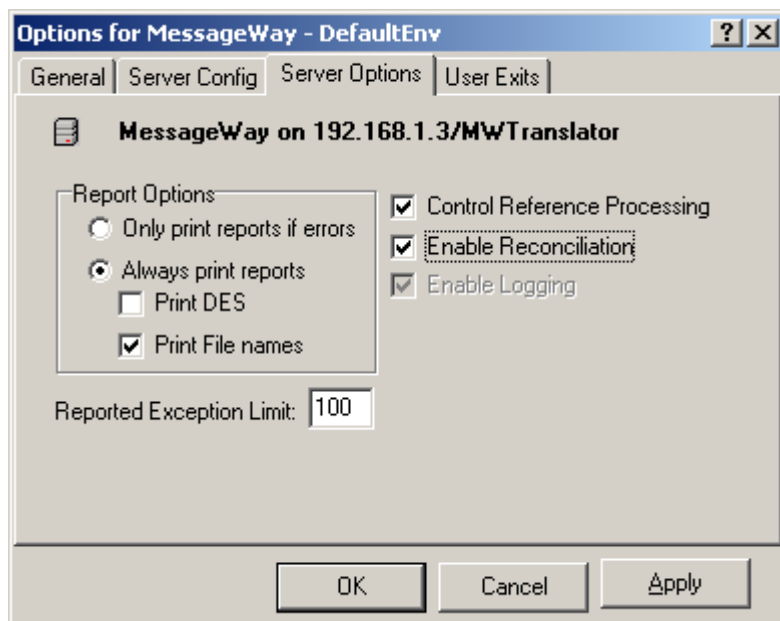 Options for MessageWay - DefaultEnv
General Server Config Server Options User Exits
MessageWay on 192.168.1.3/MWTranslator
Report Options
Only print reports if errors
Always print reports
Print DES
Print File names
Control Reference Processing
Enable Reconciliation
Enable Logging
Reported Exception Limit: 100
OK Cancel Apply